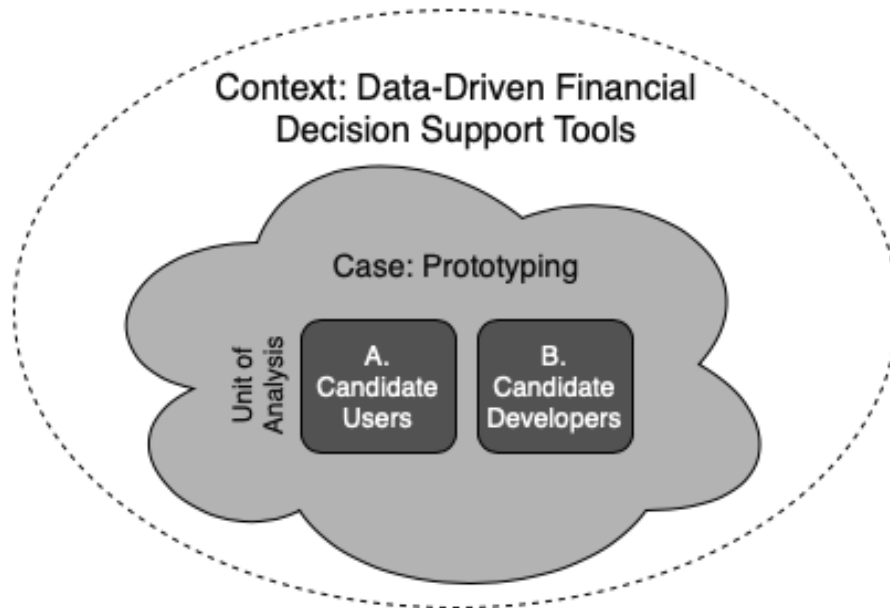 Context: Data-Driven Financial
Decision Support Tools
Case: Prototyping
Unit of
Analysis
A.
Candidate
Users
B.
Candidate
Developers